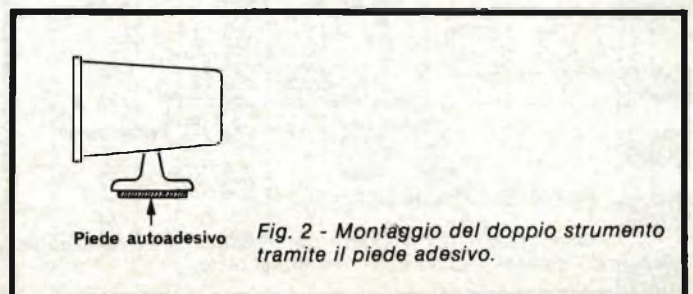 Piede autoadesivo
Fig. 2 - Montaggio del doppio strumento
tramite il piede adesivo.